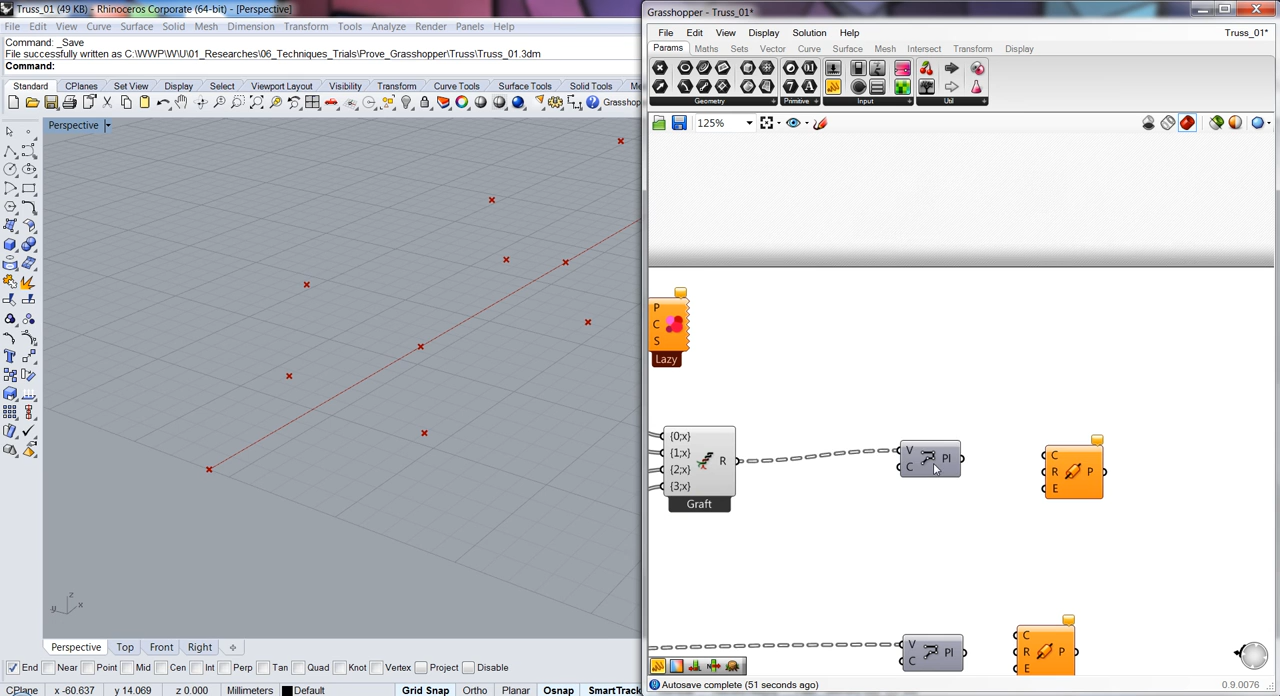 Truss_01 (49 KB) - Rhinoceros Corporate (64-bit) - [Perspective]
File Edit View Curve Surface Solid Mesh Dimension Transform Tools Analyze Render Panels Help
Command: _Save
File successfully written as C:\WWP\W\U\01_Researches\06_Techniques_Trials\Prove_Grasshopper\Truss\Truss_01.3dm
Command:
Standard CPlanes Set View Display Select Viewport Layout Visibility Transform Curve Tools Surface Tools Solid Tools Me
Grasshop
Perspective
z
y x
Perspective Top Front Right
End Near Point Mid Cen Int Perp Tan Quad Knot Vertex Project Disable
CPlane x -60.637 y 14.069 z 0.000 Millimeters Default Grid Snap Ortho Planar Osnap SmartTrack
Grasshopper - Truss_01*
File Edit View Display Solution Help Truss_01*
Params Maths Sets Vector Curve Surface Mesh Intersect Transform Display
Geometry Primitive Input Util
125%
P
C
S
Lazy
{0;x}
{1;x}
{2;x}
{3;x}
R
Graft
V
C
Pl
C
R
E
P
V
C
Pl
C
R
E
P
Autosave complete (51 seconds ago) 0.9.0076